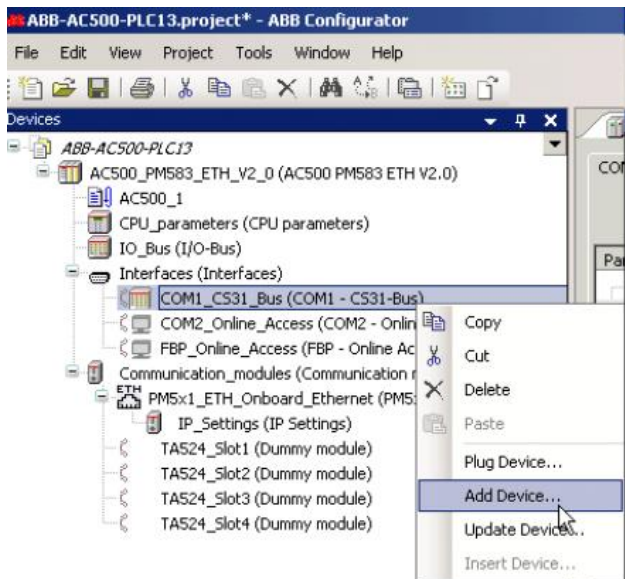 ABB-AC500-PLC13.project* - ABB Configurator
File Edit View Project Tools Window Help
Devices
ABB-AC500-PLC13
AC500_PM583_ETH_V2_0 (AC500 PM583 ETH V2.0)
AC500_1
CPU_parameters (CPU parameters)
IO_Bus (I/O-Bus)
Interfaces (Interfaces)
COM1_CS31_Bus (COM1 - CS31-Bus)
COM2_Online_Access (COM2 - Onlin
FBP_Online_Access (FBP - Online Ac
Communication_modules (Communication
ETH PM5x1_ETH_Onboard_Ethernet (PM5
IP_Settings (IP Settings)
TA524_Slot1 (Dummy module)
TA524_Slot2 (Dummy module)
TA524_Slot3 (Dummy module)
TA524_Slot4 (Dummy module)
Copy
Cut
Delete
Paste
Plug Device...
Add Device...
Update Device...
Insert Device...
COM
Pa